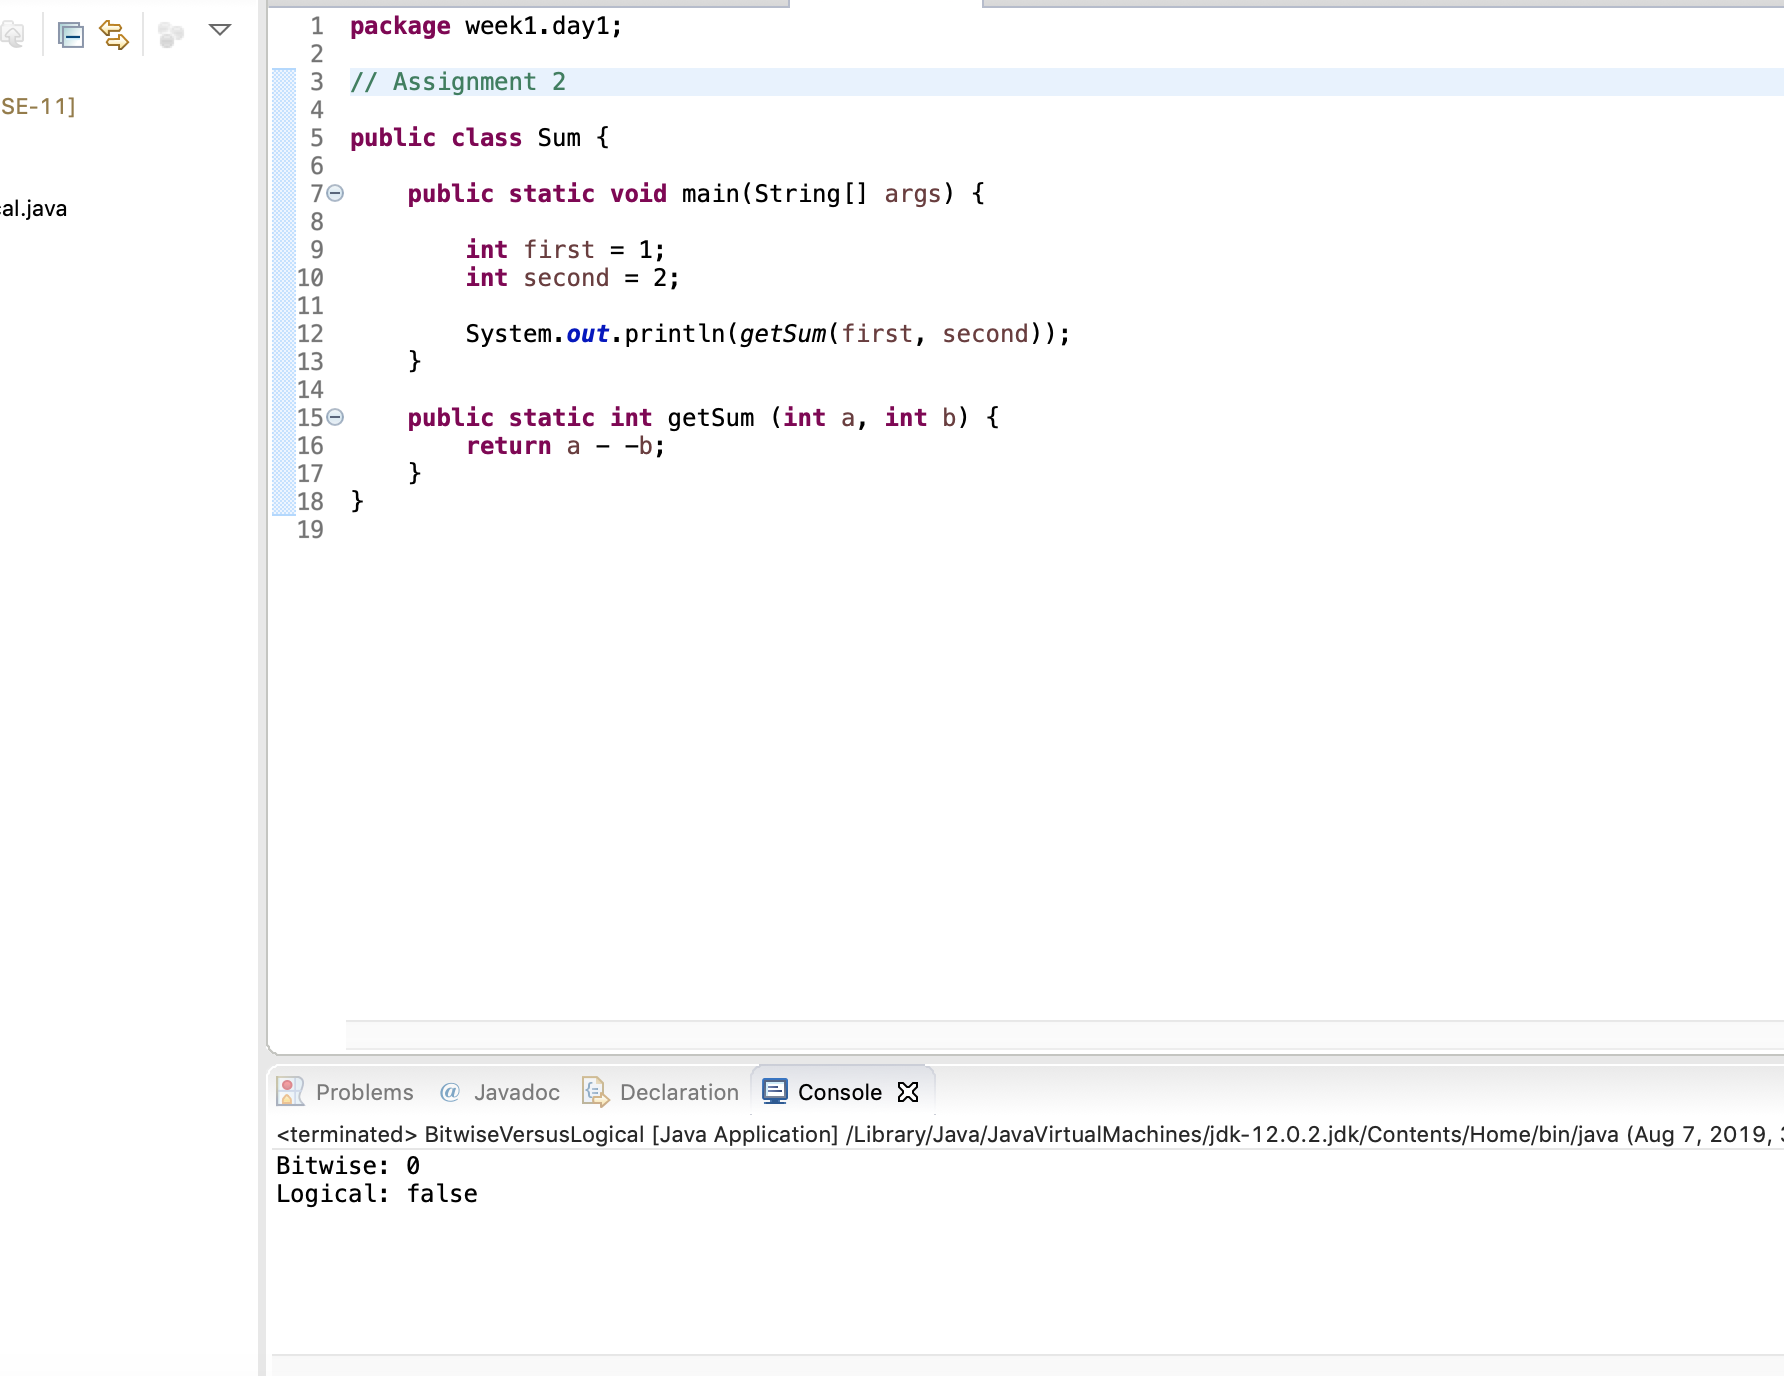 SE-11]
al.java
1 package week1.day1;
2
3 // Assignment 2
4
5 public class Sum {
6
7 public static void main(String[] args) {
8
9 int first = 1;
10 int second = 2;
11
12 System.out.println(getSum(first, second));
13 }
14
15 public static int getSum (int a, int b) {
16 return a - -b;
17 }
18 }
19
Problems @ Javadoc Declaration Console
<terminated> BitwiseVersusLogical [Java Application] /Library/Java/JavaVirtualMachines/jdk-12.0.2.jdk/Contents/Home/bin/java (Aug 7, 2019,
Bitwise: 0
Logical: false